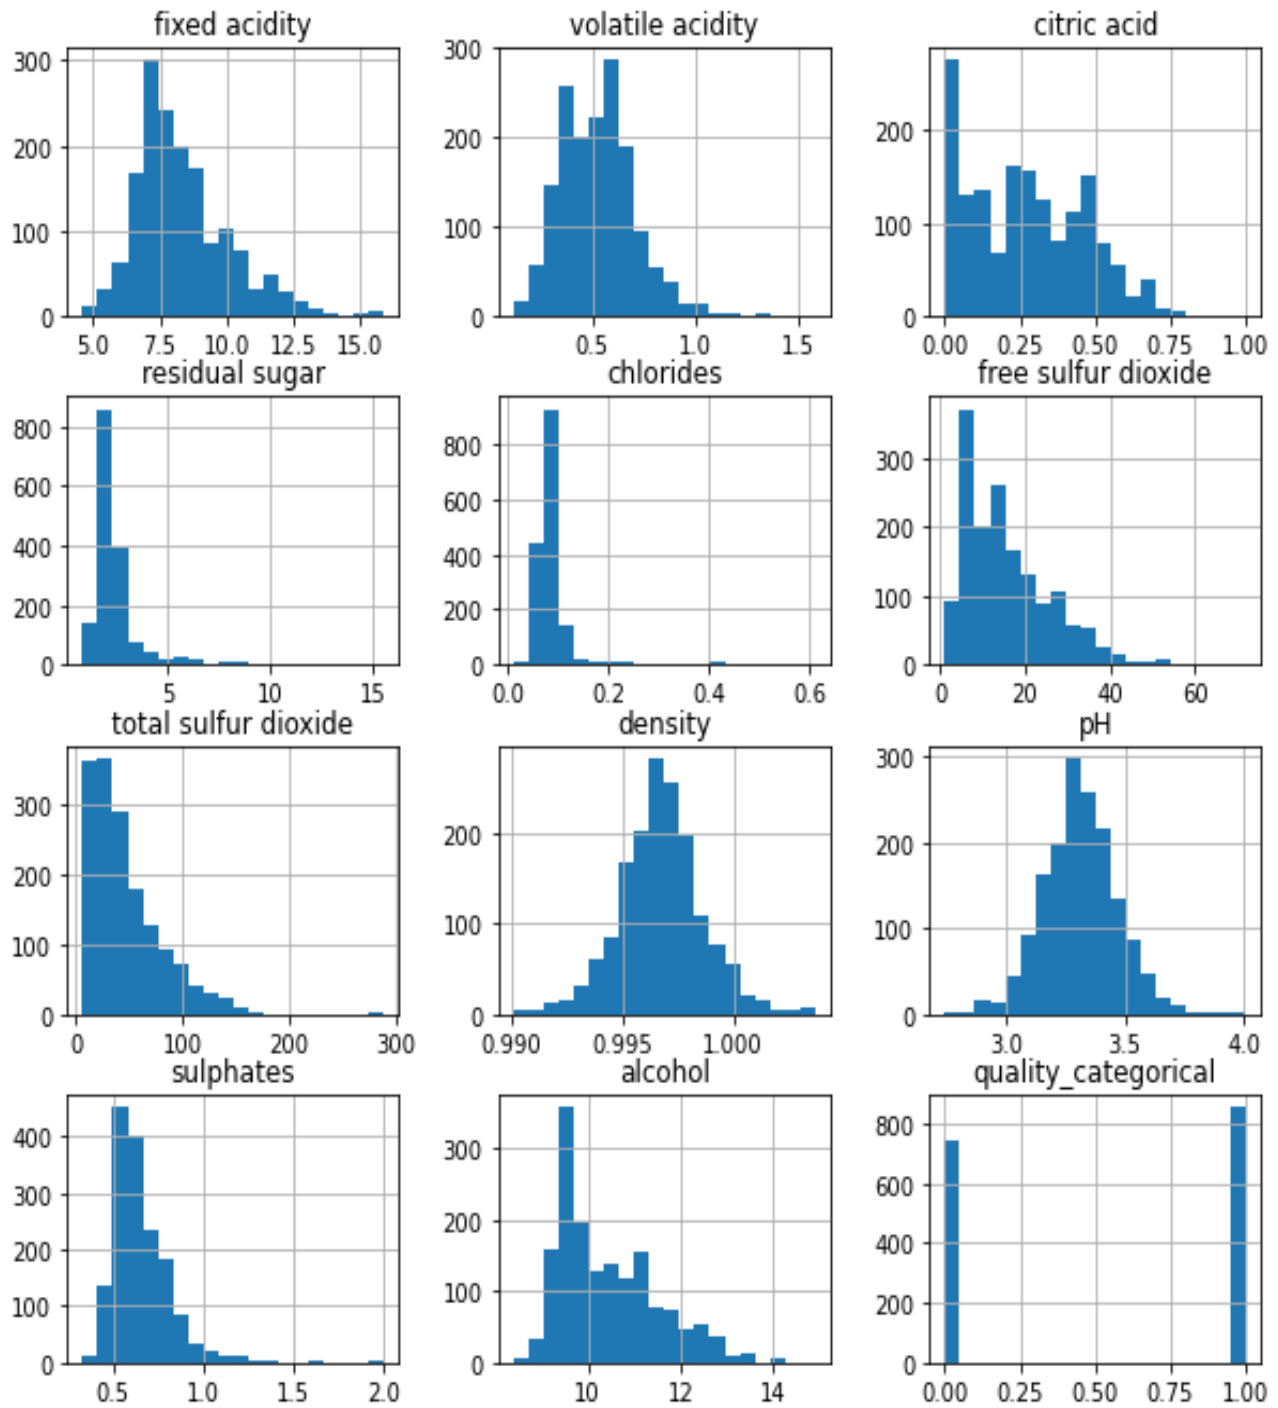 fixed acidity volatile acidity citric acid
300 300
200 200 200
100 100 100
0 0 0
5.0 7.5 10.0 12.5 15.0 0.5 1.0 1.5 0.00 0.25 0.50 0.75 1.00
residual sugar chlorides free sulfur dioxide
800 800 300
600 600 200
400 400 100
200 200
0 0 0
5 10 15 0.0 0.2 0.4 0.6 0 20 40 60
total sulfur dioxide density pH
300 200 300
200 100 200
100 100
0 0 0
0 100 200 300 0.990 0.995 1.000 3.0 3.5 4.0
sulphates alcohol quality_categorical
400 300 800
300 200 600
200 100 400
100 200
0 0 0
0.5 1.0 1.5 2.0 10 12 14 0.00 0.25 0.50 0.75 1.00